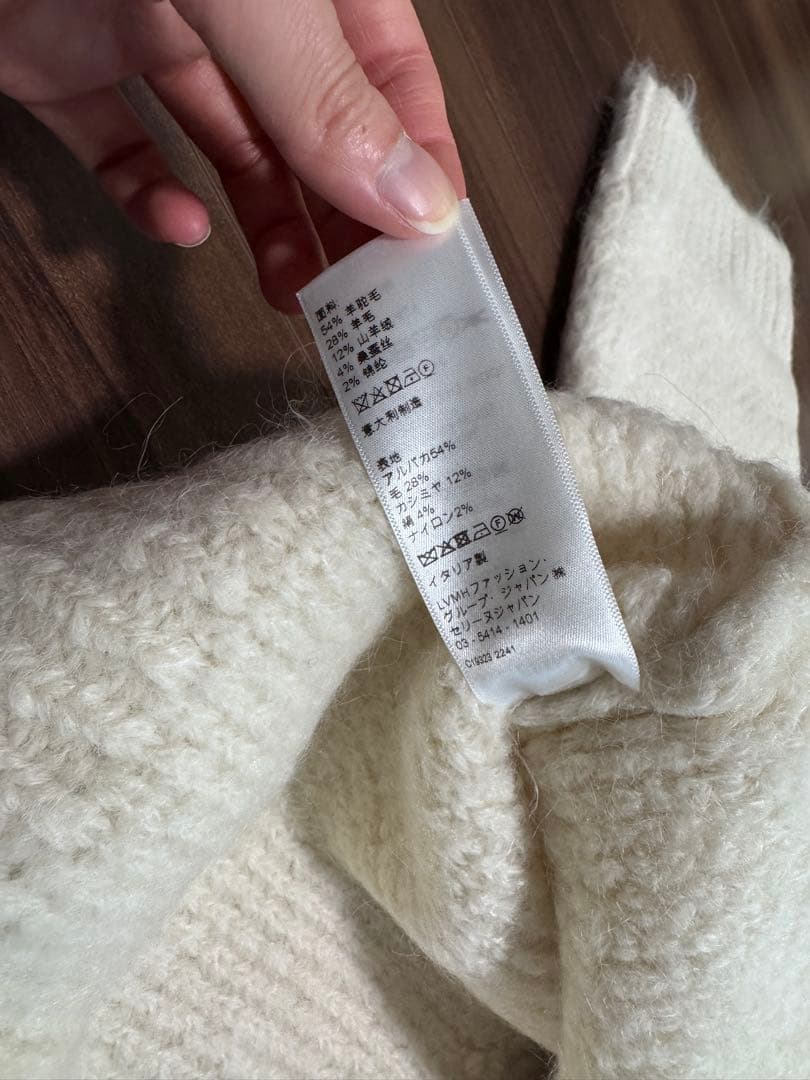 面料:
54% 羊驼毛
28% 羊毛
12% 山羊绒
4% 桑蚕丝
2% 锦纶
意大利制造
表地
アルパカ54%
毛 28%
カシミヤ 12%
絹 4%
ナイロン2%
イタリア製
LVMHファッション・
グループ・ジャパン ㈱
セリーヌジャパン
03 - 5414 - 1401
C19323 2241